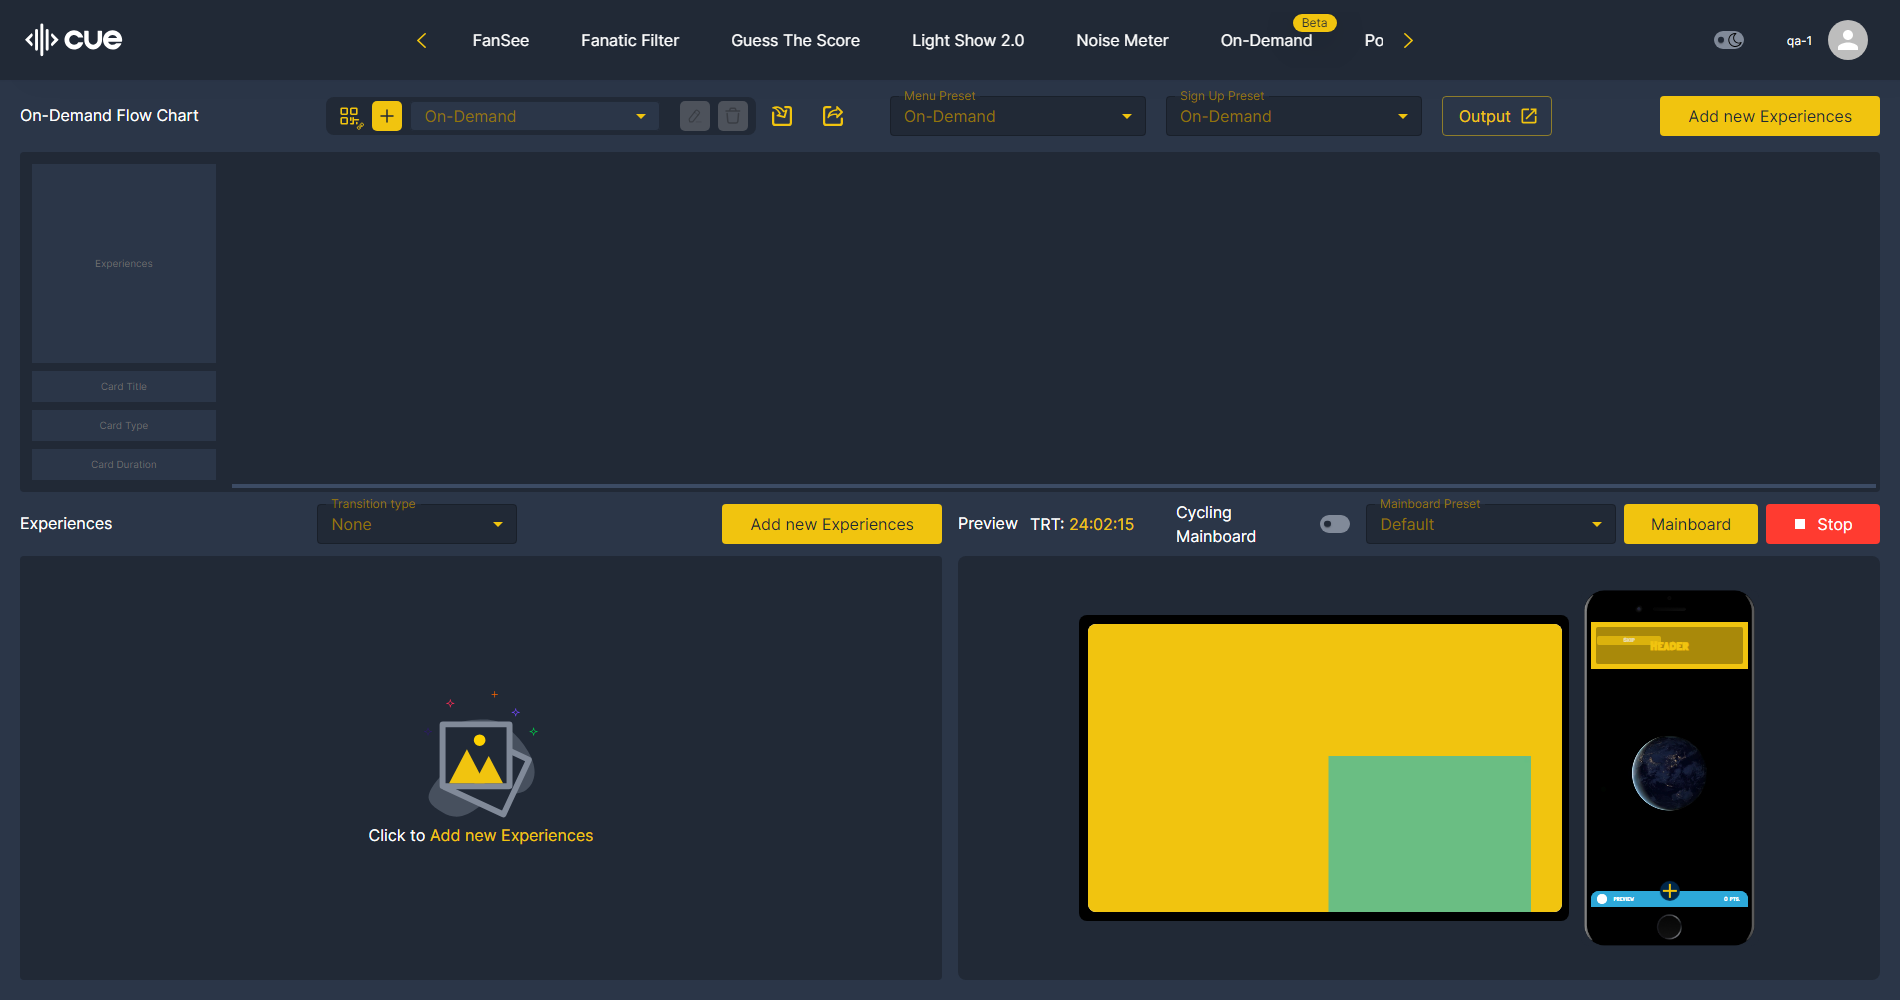 cue
FanSee
Fanatic Filter
Guess The Score
Light Show 2.0
Noise Meter
On-Demand
Beta
Po
qa-1
On-Demand Flow Chart
On-Demand
Menu Preset
On-Demand
Sign Up Preset
On-Demand
Output
Add new Experiences
Experiences
Card Title
Card Type
Card Duration
Experiences
Transition type
None
Add new Experiences
Preview
TRT: 24:02:15
Cycling
Mainboard
Mainboard Preset
Default
Mainboard
Stop
Click to Add new Experiences
HEADER
PREVIEW
0 PTS.